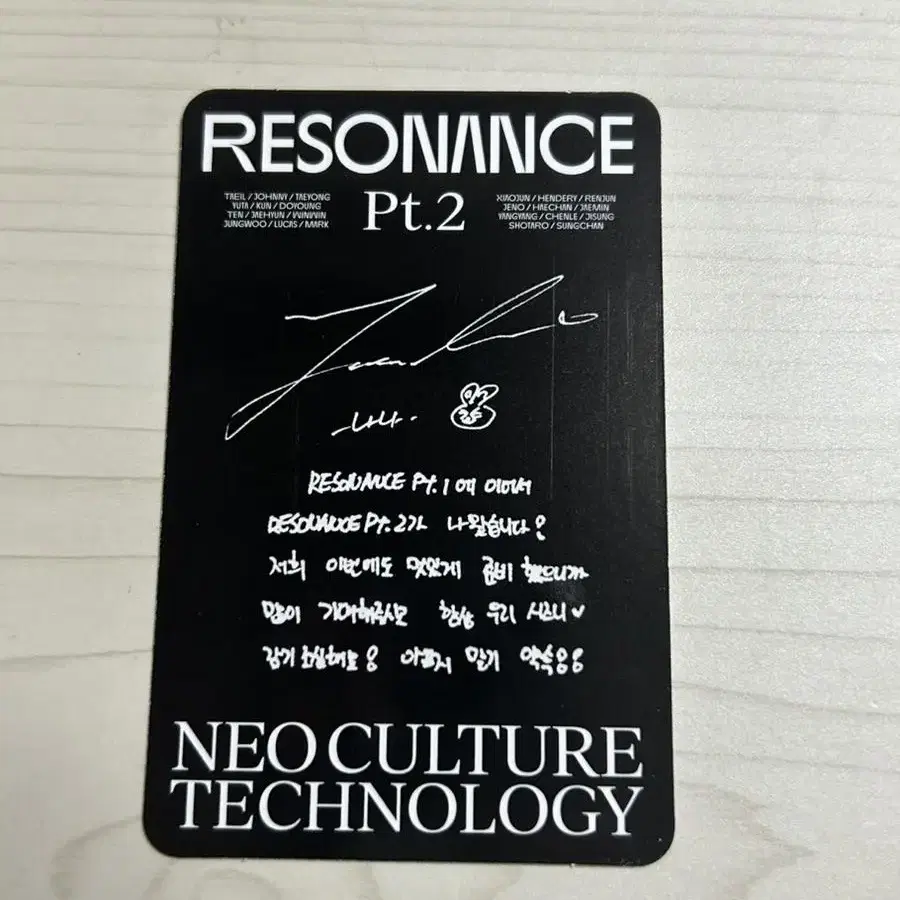 RESONANCE
Pt.2
TAEIL / JOHNNY / TAEYONG
YUTA / KUN / DOYOUNG
TEN / JAEHYUN / WINWIN
JUNGWOO / LUCAS / MARK
XIAOJUN / HENDERY / RENJUN
JENO / HAECHAN / JAEMIN
YANGYANG / CHENLE / JISUNG
SHOTARO / SUNGCHAN
-나나-
RESONANCE Pt.1에 이어서
RESONANCE Pt.2가 나왔습니다
저희 이번에도 멋있게 준비 했으니까
많이 기대해주시고 항상 우리 시즈니♥
감기 조심해요 아프지 말기 약속
NEO CULTURE
TECHNOLOGY